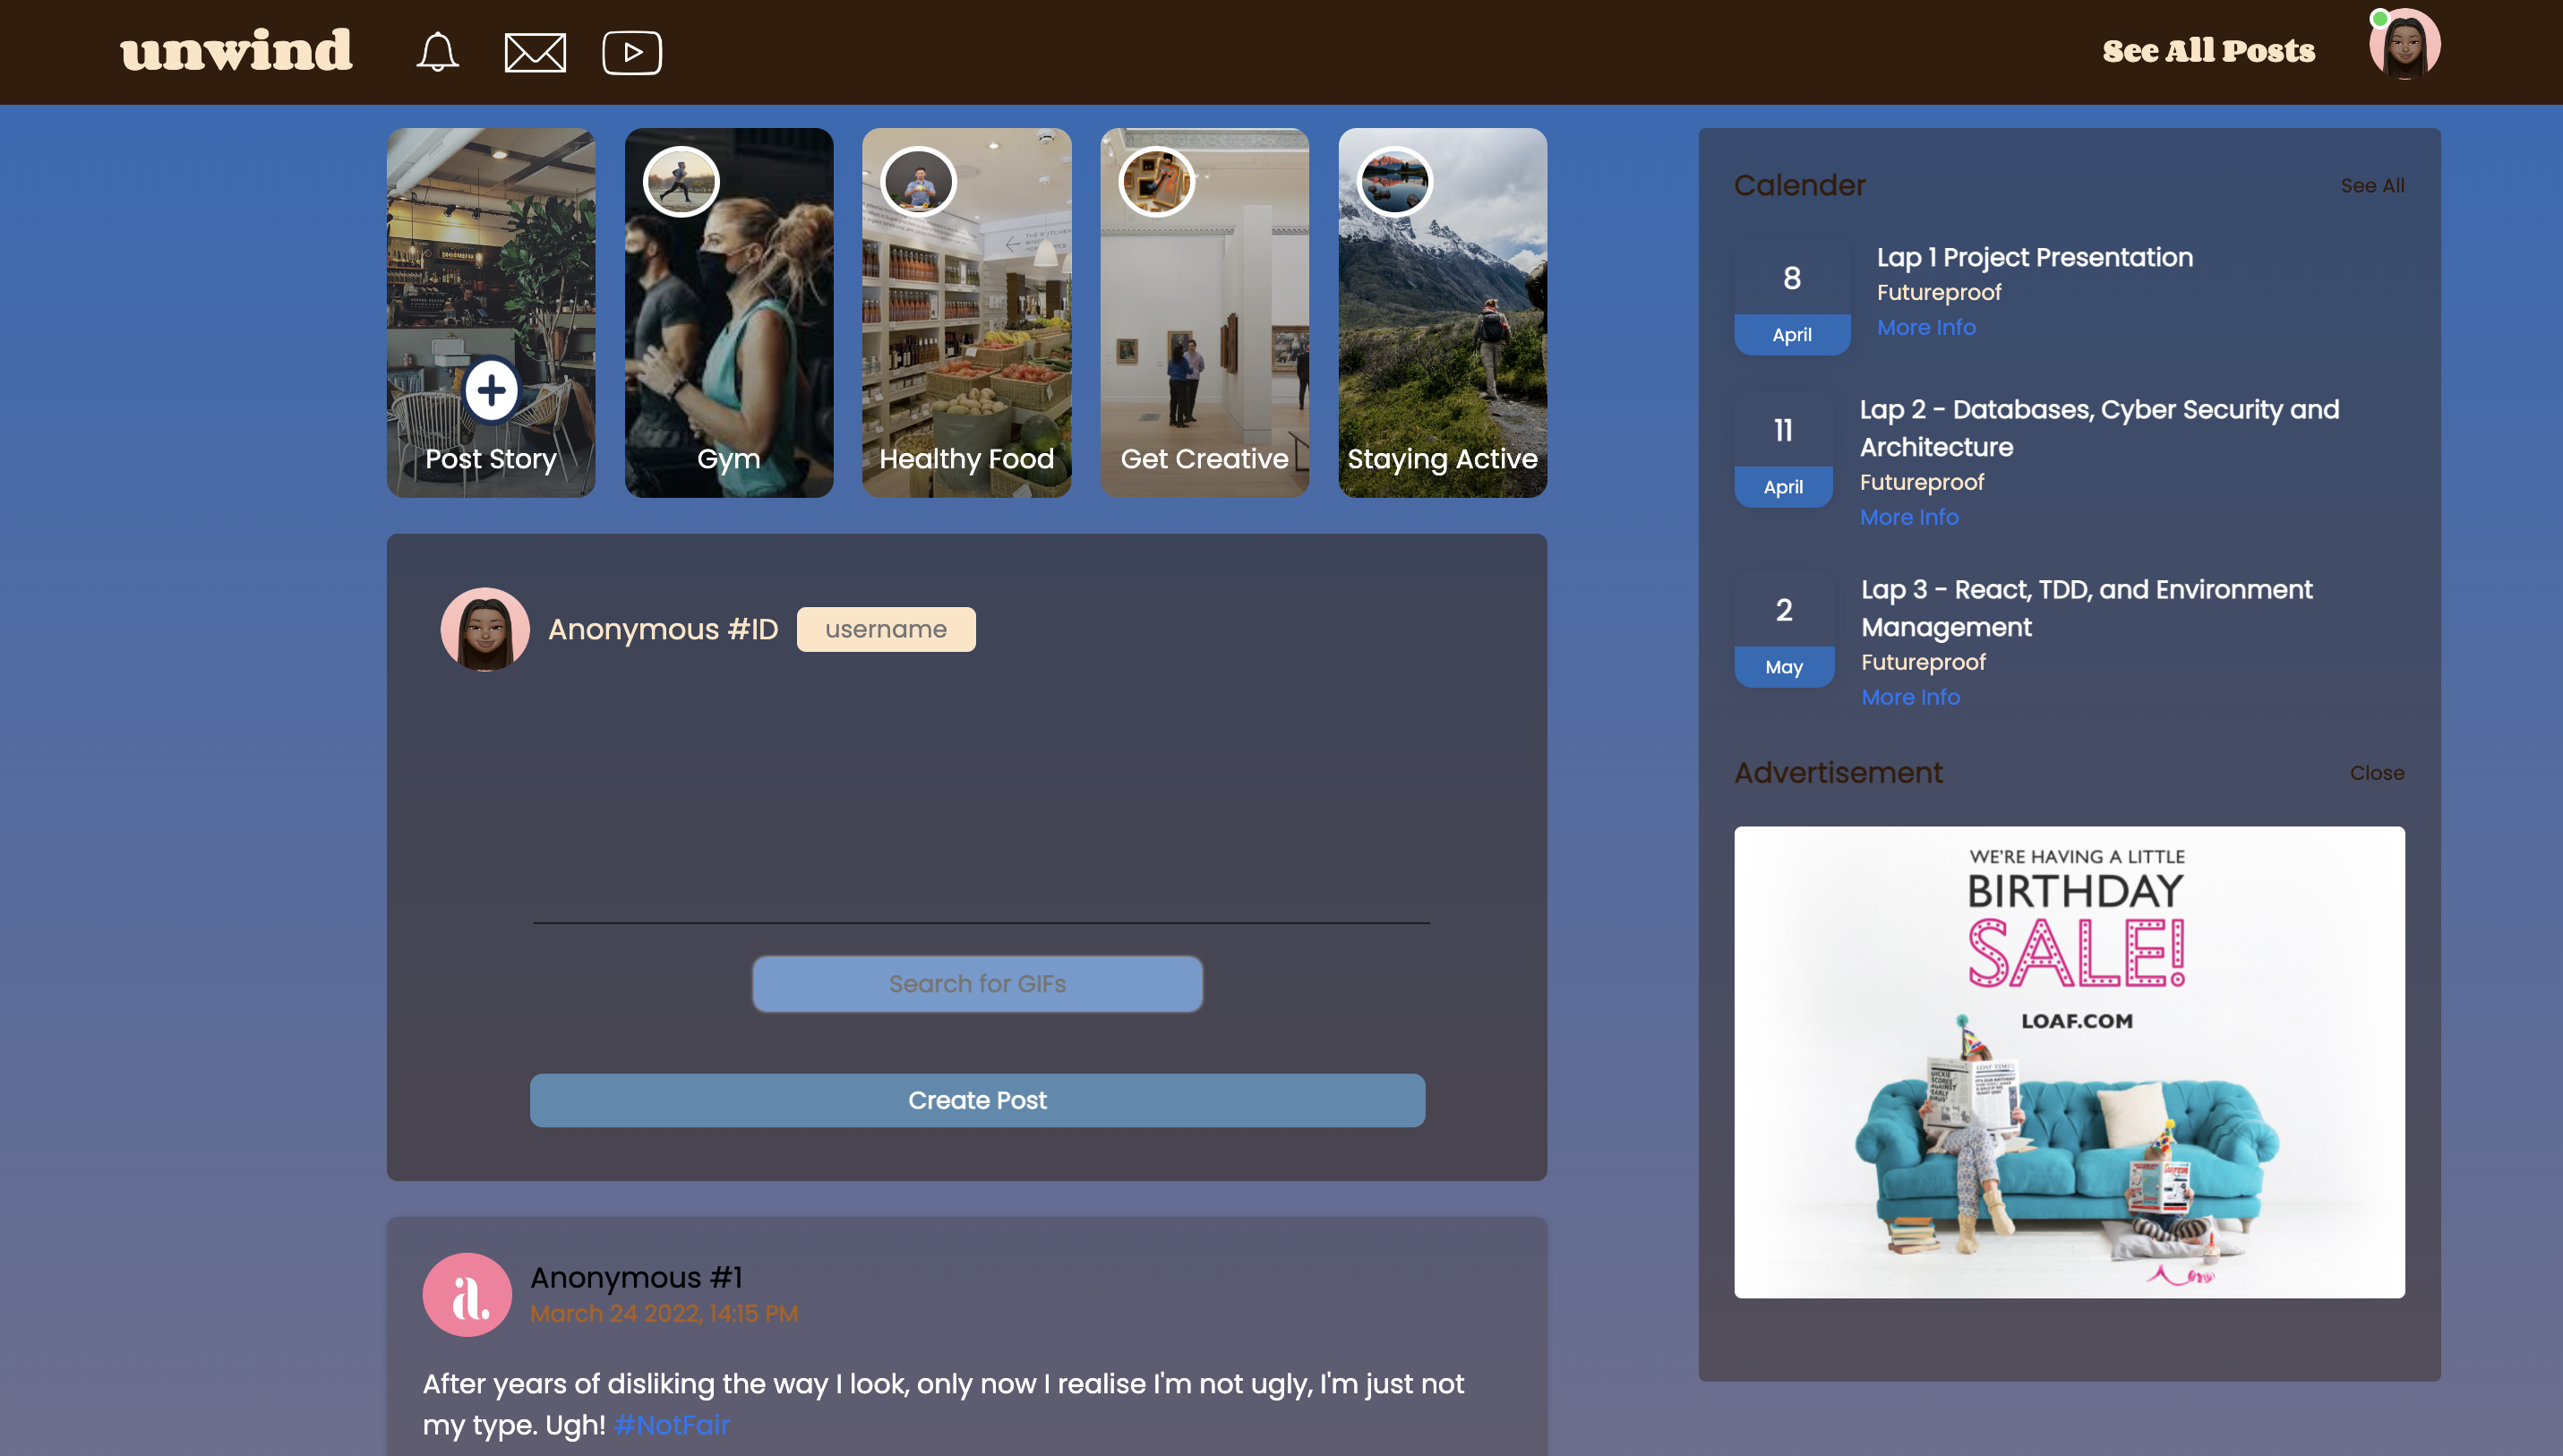 unwind
See All Posts
Post Story
Gym
Healthy Food
Get Creative
Staying Active
Anonymous #ID
username
Search for GIFs
Create Post
Anonymous #1
March 24 2022, 14:15 PM
After years of disliking the way I look, only now I realise I'm not ugly, I'm just not
my type. Ugh! #NotFair
Calender
See All
8
April
Lap 1 Project Presentation
Futureproof
More Info
11
April
Lap 2 - Databases, Cyber Security and
Architecture
Futureproof
More Info
2
May
Lap 3 - React, TDD, and Environment
Management
Futureproof
More Info
Advertisement
Close
WE'RE HAVING A LITTLE
BIRTHDAY
SALE!
LOAF.COM